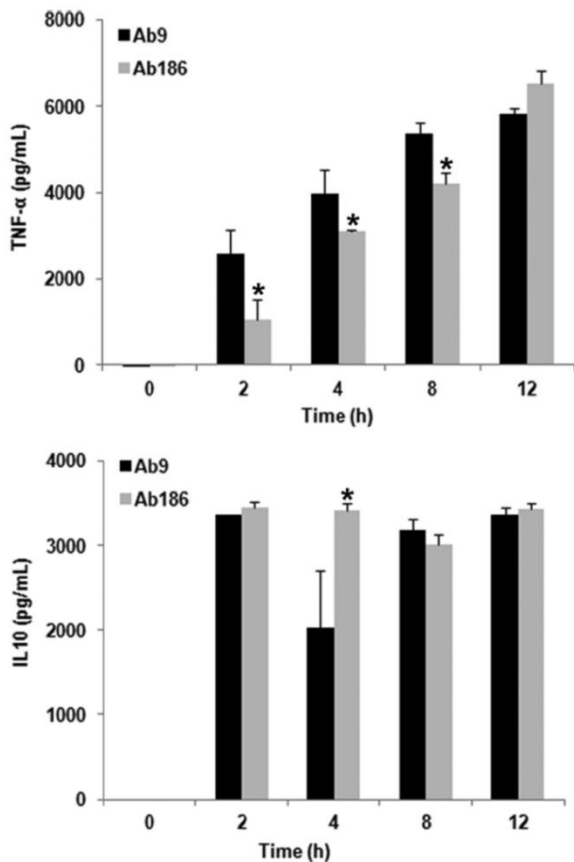 8000
Ab9
Ab186
6000
4000
2000
0
TNF-α (pg/mL)
*
*
*
0 2 4 8 12
Time (h)
4000
Ab9
Ab186
3000
2000
1000
0
IL10 (pg/mL)
*
0 2 4 8 12
Time (h)